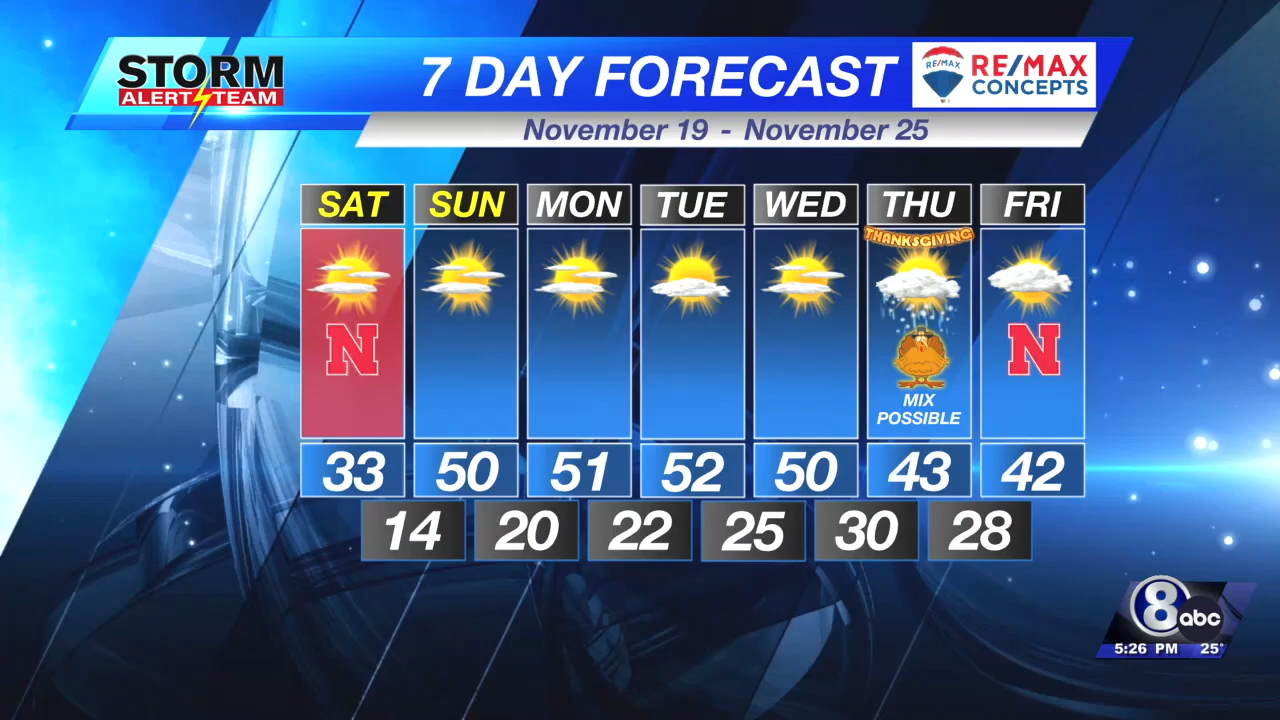 STORM
ALERT TEAM
7 DAY FORECAST
RE/MAX
RE/MAX
CONCEPTS
November 19 - November 25
SAT SUN MON TUE WED THU FRI
THANKSGIVING
N N
MIX
POSSIBLE
33 50 51 52 50 43 42
14 20 22 25 30 28
8 abc
5:26 PM 25°